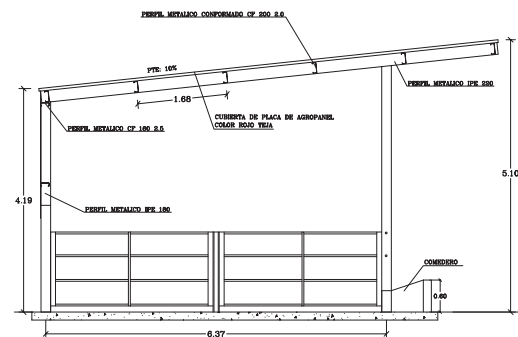 PERFIL METALICO CONFORMADO CF 200 2.0
PTE: 10%
PERFIL METALICO IPE 220
1.68
CUBIERTA DE PLACA DE AGROPANEL
COLOR ROJO TEJA
PERFIL METALICO CF 160 2.5
4.19
5.10
PERFIL METALICO HPE 180
COMEDERO
0.60
6.37